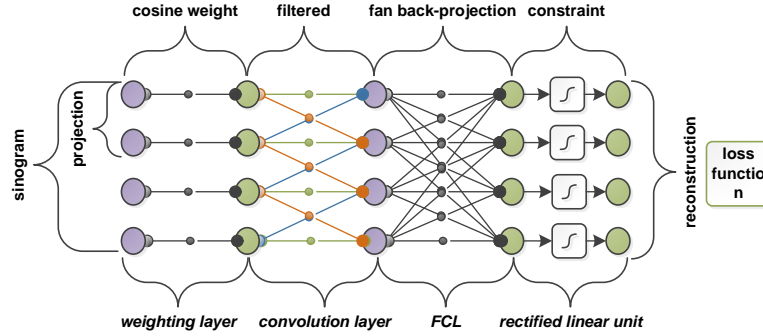 cosine weight
filtered
fan back-projection
constraint
sinogram
projection
reconstruction
loss
function
n
weighting layer
convolution layer
FCL
rectified linear unit